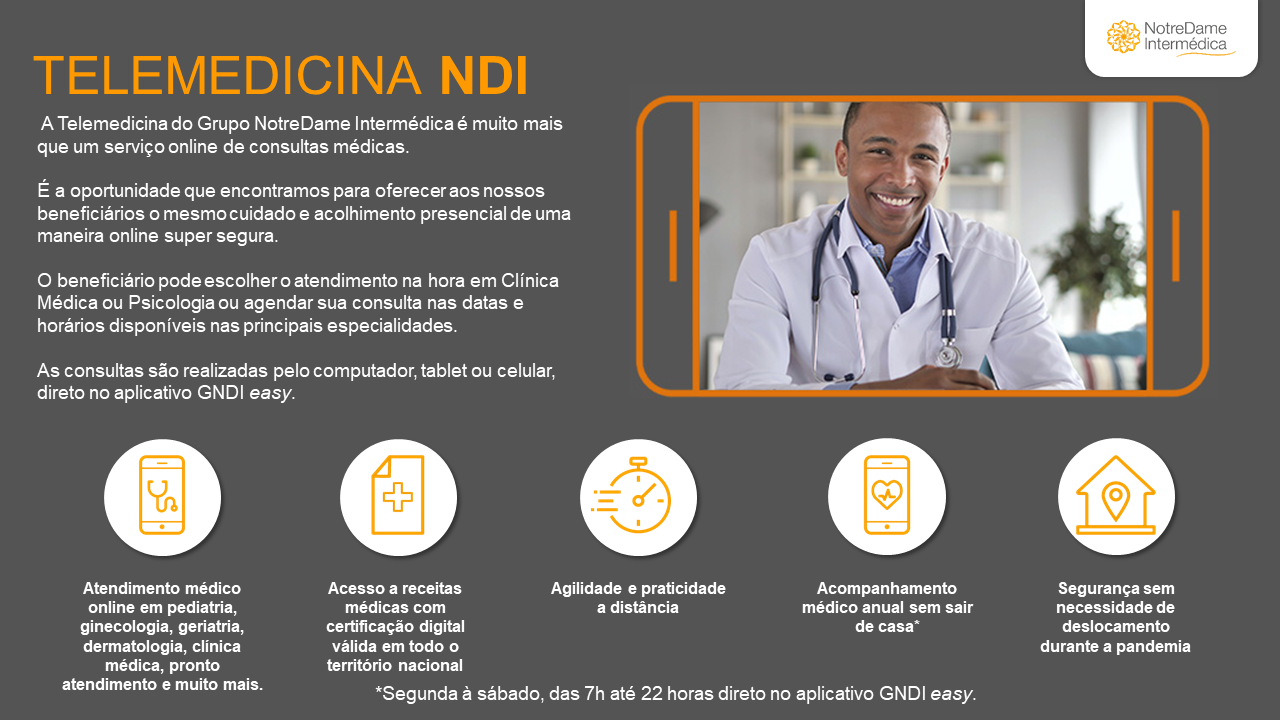 NotreDame
Intermédica
TELEMEDICINA NDI
A Telemedicina do Grupo NotreDame Intermédica é muito mais
que um serviço online de consultas médicas.
É a oportunidade que encontramos para oferecer aos nossos
beneficiários o mesmo cuidado e acolhimento presencial de uma
maneira online super segura.
O beneficiário pode escolher o atendimento na hora em Clínica
Médica ou Psicologia ou agendar sua consulta nas datas e
horários disponíveis nas principais especialidades.
As consultas são realizadas pelo computador, tablet ou celular,
direto no aplicativo GNDI easy.
Atendimento médico
online em pediatria,
ginecologia, geriatria,
dermatologia, clínica
médica, pronto
atendimento e muito mais.
Acesso a receitas
médicas com
certificação digital
válida em todo o
território nacional
Agilidade e praticidade
a distância
Acompanhamento
médico anual sem sair
de casa*
Segurança sem
necessidade de
deslocamento
durante a pandemia
*Segunda à sábado, das 7h até 22 horas direto no aplicativo GNDI easy.